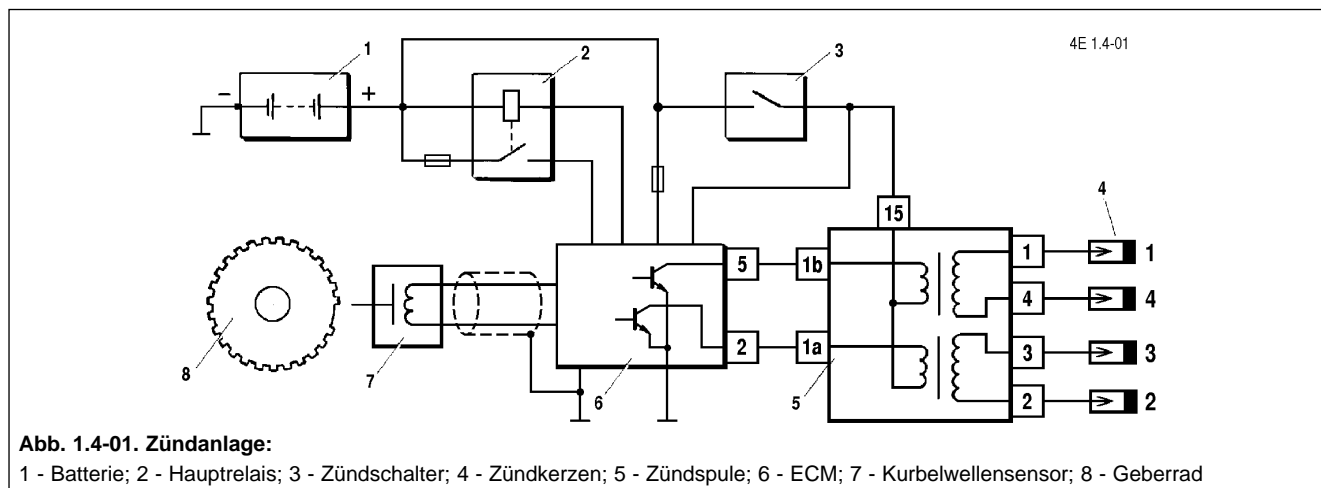 4E 1.4-01
1 2 3
- +
15
4
5 1b 1 1
4 4
2 1a 3 3
2 2
8 7 6 5
Abb. 1.4-01. Zündanlage:
1 - Batterie; 2 - Hauptrelais; 3 - Zündschalter; 4 - Zündkerzen; 5 - Zündspule; 6 - ECM; 7 - Kurbelwellensensor; 8 - Geberrad